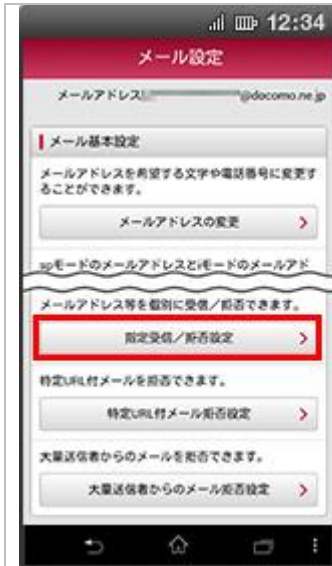 12:34
メール設定
メールアドレス
@docomo.ne.jp
メール基本設定
メールアドレスを希望する文字や電話番号に変更す
ることができます。
メールアドレスの変更
spモードのメールアドレスとiモードのメールアド
メールアドレス等を個別に受信/拒否できます。
指定受信/拒否設定
特定URL付メールを拒否できます。
特定URL付メール拒否設定
大量送信者からのメールを拒否できます。
大量送信者からのメール拒否設定